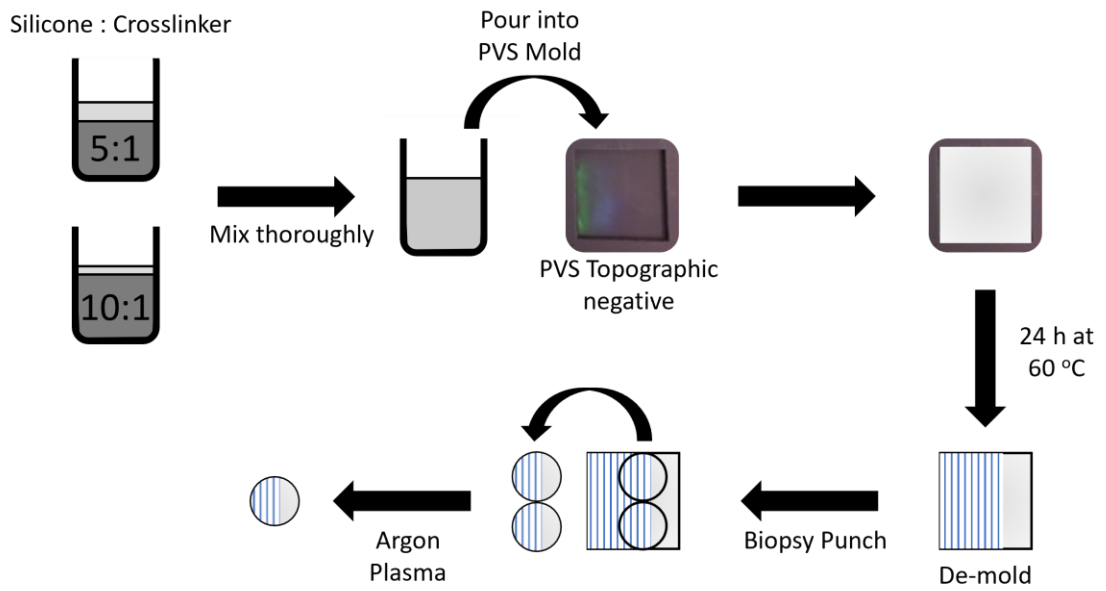 Silicone : Crosslinker
5:1
10:1
Mix thoroughly
Pour into
PVS Mold
PVS Topographic
negative
24 h at
60 ºC
De-mold
Biopsy Punch
Argon
Plasma